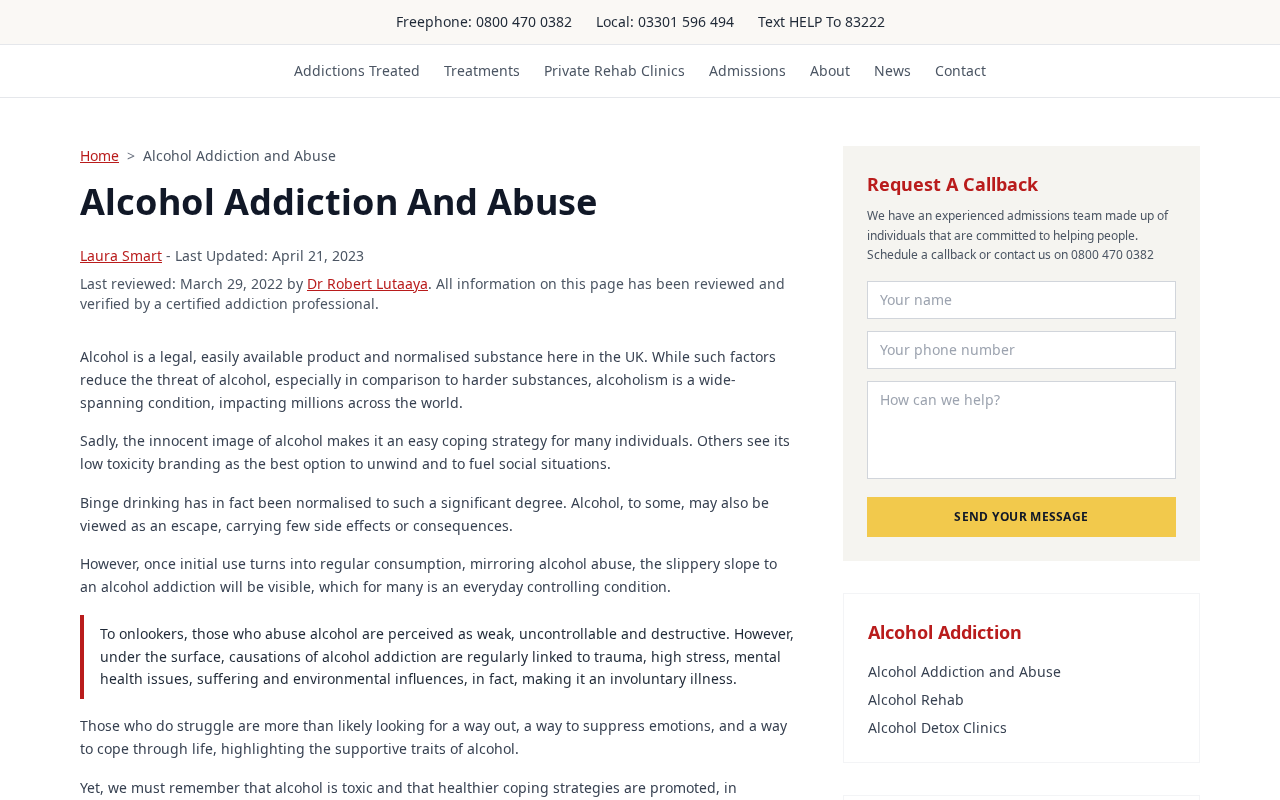 Freephone: 0800 470 0382 Local: 03301 596 494 Text HELP To 83222
Addictions Treated Treatments Private Rehab Clinics Admissions About News Contact
Home > Alcohol Addiction and Abuse
Alcohol Addiction And Abuse
Laura Smart - Last Updated: April 21, 2023
Last reviewed: March 29, 2022 by Dr Robert Lutaaya. All information on this page has been reviewed and
verified by a certified addiction professional.
Alcohol is a legal, easily available product and normalised substance here in the UK. While such factors
reduce the threat of alcohol, especially in comparison to harder substances, alcoholism is a wide-
spanning condition, impacting millions across the world.
Sadly, the innocent image of alcohol makes it an easy coping strategy for many individuals. Others see its
low toxicity branding as the best option to unwind and to fuel social situations.
Binge drinking has in fact been normalised to such a significant degree. Alcohol, to some, may also be
viewed as an escape, carrying few side effects or consequences.
However, once initial use turns into regular consumption, mirroring alcohol abuse, the slippery slope to
an alcohol addiction will be visible, which for many is an everyday controlling condition.
To onlookers, those who abuse alcohol are perceived as weak, uncontrollable and destructive. However,
under the surface, causations of alcohol addiction are regularly linked to trauma, high stress, mental
health issues, suffering and environmental influences, in fact, making it an involuntary illness.
Those who do struggle are more than likely looking for a way out, a way to suppress emotions, and a way
to cope through life, highlighting the supportive traits of alcohol.
Yet, we must remember that alcohol is toxic and that healthier coping strategies are promoted, in
Request A Callback
We have an experienced admissions team made up of
individuals that are committed to helping people.
Schedule a callback or contact us on 0800 470 0382
Your name
Your phone number
How can we help?
SEND YOUR MESSAGE
Alcohol Addiction
Alcohol Addiction and Abuse
Alcohol Rehab
Alcohol Detox Clinics